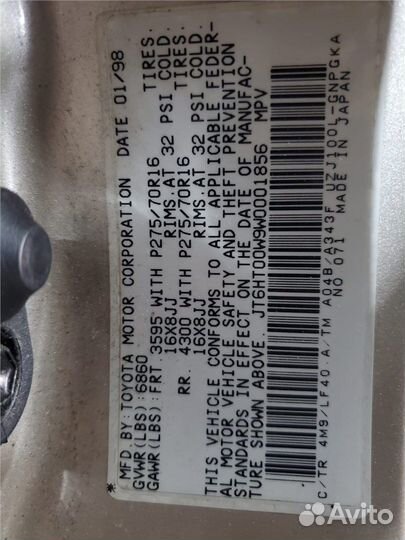 MFD.BY:TOYOTA MOTOR CORPORATION DATE 01/98
GVWR(LBS):6860
GAWR(LBS):FRT.3595 WITH P275/70R16 TIRES.
16X8JJ RIMS.AT 32 PSI COLD
RR. 4300 WITH P275/70R16 TIRES.
16X8JJ RIMS.AT 32 PSI COLD
THIS VEHICLE CONFORMS TO ALL APPLICABLE FEDER-
AL MOTOR VEHICLE SAFETY AND THEFT PREVENTION
STANDARDS IN EFFECT ON THE DATE OF MANUFAC-
TURE SHOWN ABOVE. JT6HT00W9W0001856 MPV
C/TR 4M9/LF40.A/TM A04B/A343F UZJ100L-GNPGKA
NO 071 MADE IN JAPAN
Avito